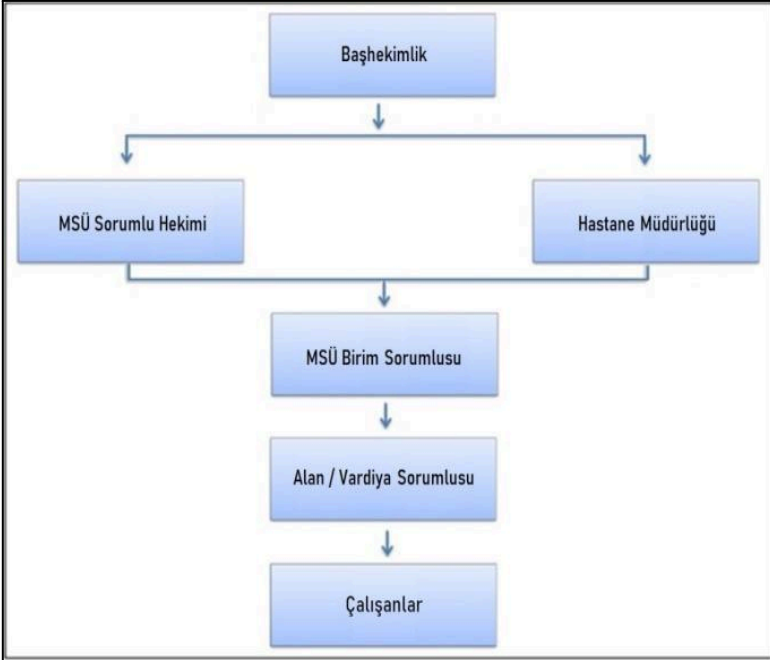 Başhekimlik
MSÜ Sorumlu Hekimi
Hastane Müdürlüğü
MSÜ Birim Sorumlusu
Alan / Vardiya Sorumlusu
Çalışanlar